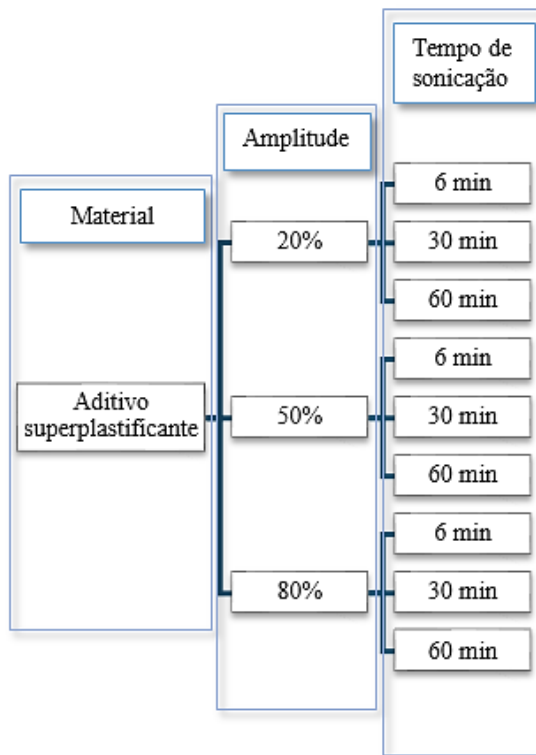 Material
Aditivo
superplastificante
Amplitude
20%
50%
80%
Tempo de
sonicação
6 min
30 min
60 min
6 min
30 min
60 min
6 min
30 min
60 min